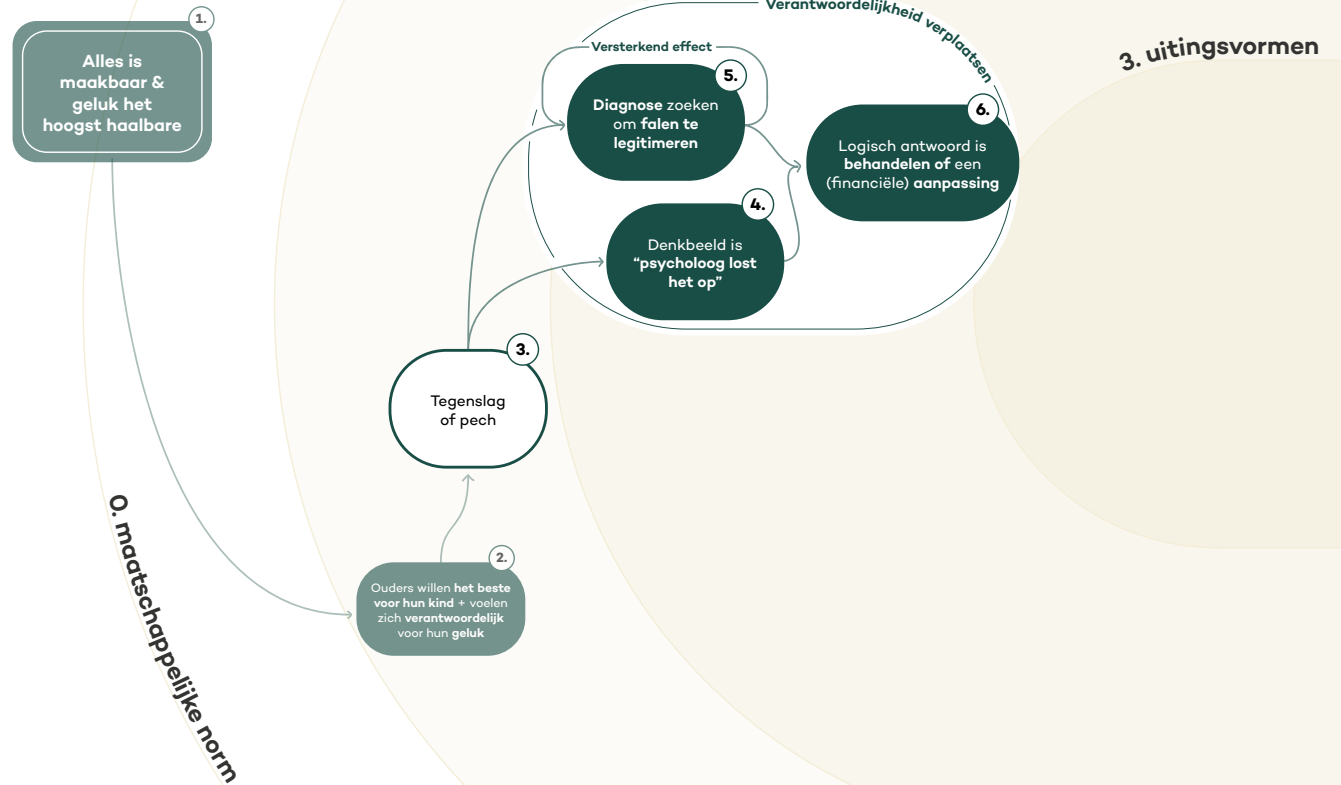 1.
Alles is
maakbaar &
geluk het
hoogst haalbare
Verantwoordelijkheid verplaatsen
Versterkend effect
5.
Diagnose zoeken
om falen te
legitimeren
6.
Logisch antwoord is
behandelen of een
(financiële) aanpassing
4.
Denkbeeld is
“psycholoog lost
het op”
3. uitingsvormen
3.
Tegenslag
of pech
2.
Ouders willen het beste
voor hun kind + voelen
zich verantwoordelijk
voor hun geluk
0. maatschappelijke norm